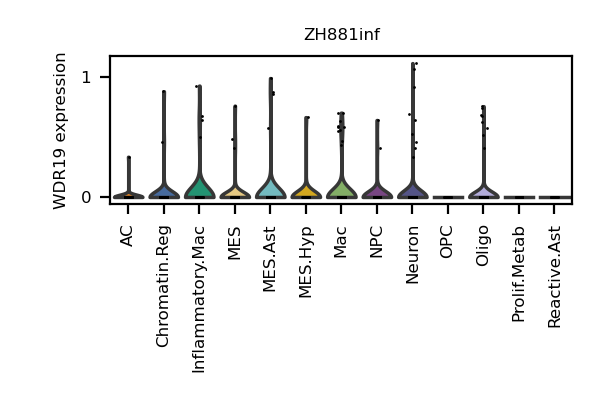 ZH881inf
WDR19 expression
1
0
AC
Chromatin.Reg
Inflammatory.Mac
MES
MES.Ast
MES.Hyp
Mac
NPC
Neuron
OPC
Oligo
Prolif.Metab
Reactive.Ast